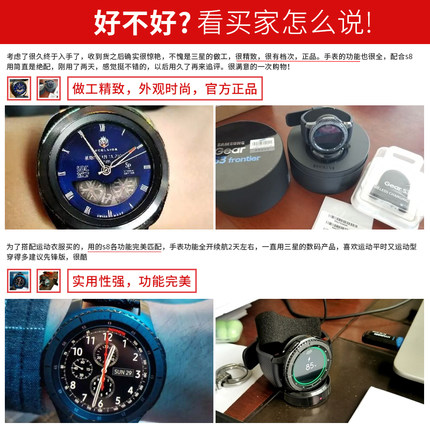 好不好?看买家怎么说!
考虑了很久终于入手了，收到货之后确实很惊艳，不愧是三星的做工，很精致，很有档次，正品。手表的功能也很全，配合s8
用简直是绝配，刚用了两天，感觉挺不错的，以后用久了再来追评。很满意的一次购物！
做工精致，外观时尚，官方正品
SAMSUNG
Gear
S3 frontier
为了搭配运动衣服买的，用的s8各功能完美匹配，手表功能全开续航2天左右，一直用三星的数码产品，喜欢运动平时又运动型
穿得多建议先锋版，很酷
实用性强，功能完美
SUN 29
85%